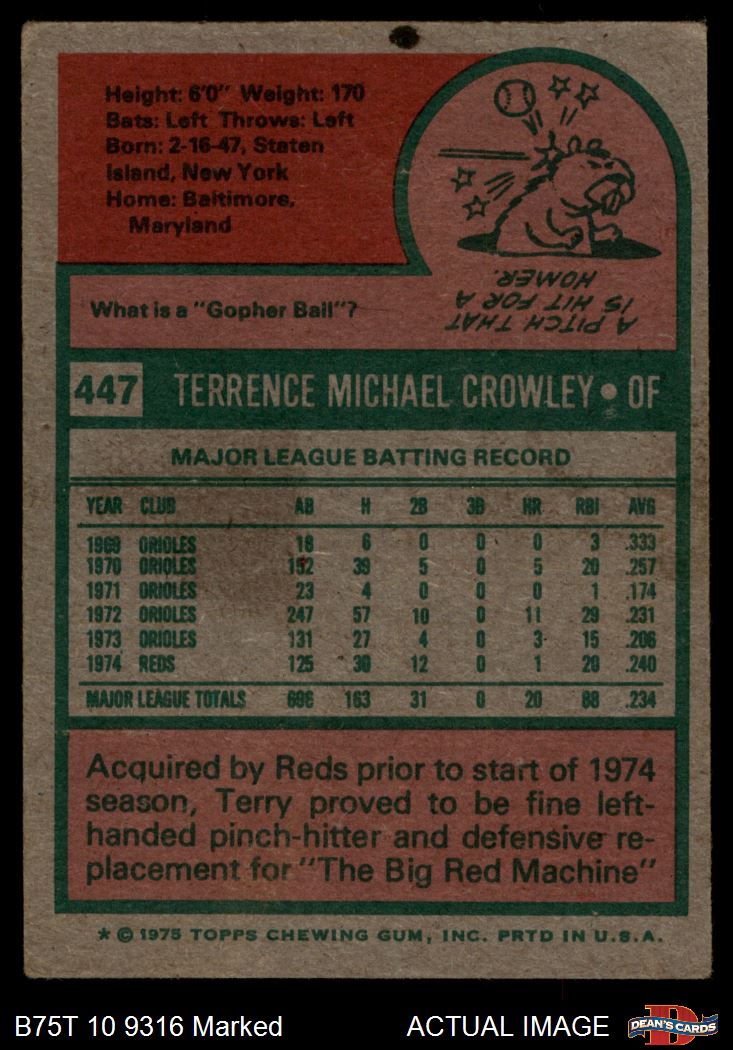 Height: 6'0" Weight: 170
Bats: Left Throws: Left
Born: 2-16-47, Staten
Island, New York
Home: Baltimore,
Maryland
What is a "Gopher Ball"?
A PITCH THAT
IS HIT FOR A
HOMER.
447 TERRENCE MICHAEL CROWLEY • OF
MAJOR LEAGUE BATTING RECORD
YEAR CLUB AB H 2B 3B HR RBI AVG
1969 ORIOLES 18 6 0 0 0 3 .333
1970 ORIOLES 152 39 5 0 5 20 .257
1971 ORIOLES 23 4 0 0 0 1 .174
1972 ORIOLES 247 57 10 0 11 29 .231
1973 ORIOLES 131 27 4 0 3 15 .206
1974 REDS 125 30 12 0 1 20 .240
MAJOR LEAGUE TOTALS 696 163 31 0 20 88 .234
Acquired by Reds prior to start of 1974
season, Terry proved to be fine left-
handed pinch-hitter and defensive re-
placement for "The Big Red Machine"
* © 1975 TOPPS CHEWING GUM, INC. PRTD IN U.S.A.
B75T 10 9316 Marked
ACTUAL IMAGE
DEAN'S CARDS